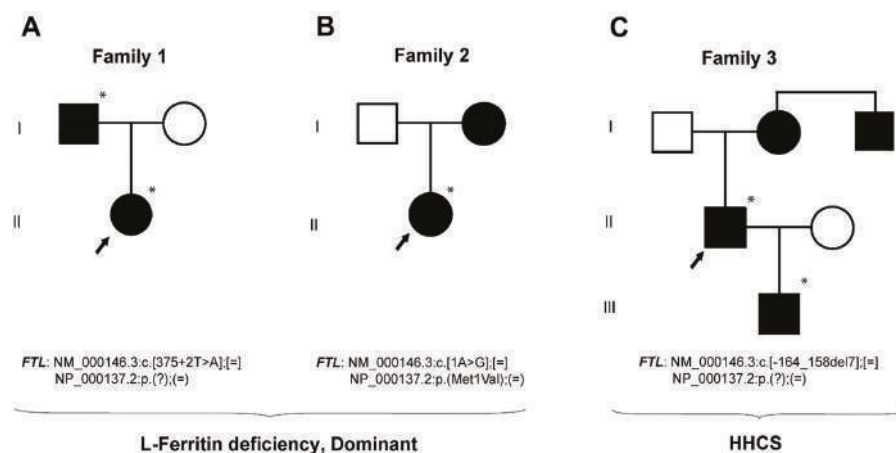 A
Family 1
*
I
*
II
FTL: NM_000146.3:c.[375+2T>A];[=]
NP_000137.2:p.(?);(=)
B
Family 2
I
*
II
FTL: NM_000146.3:c.[1A>G];[=]
NP_000137.2:p.(Met1Val);(=)
L-Ferritin deficiency, Dominant
C
Family 3
I
*
II
*
III
FTL: NM_000146.3:c.[-164_158del7];[=]
NP_000137.2:p.(?);(=)
HHCS